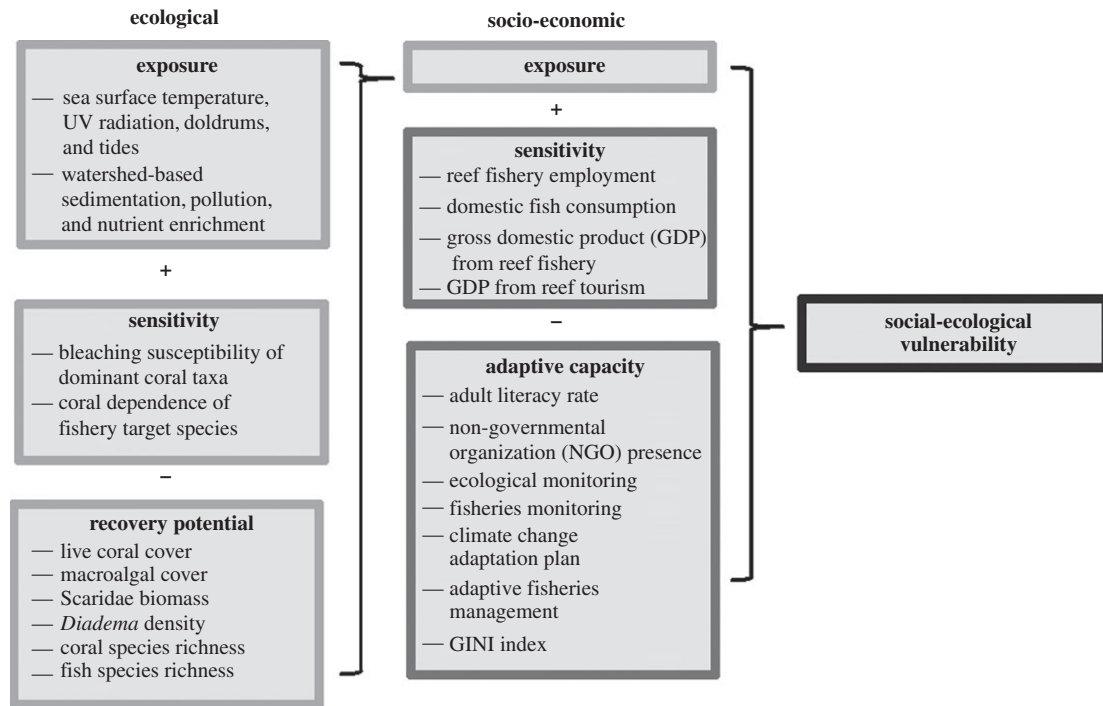 ecological
exposure
— sea surface temperature,
UV radiation, doldrums,
and tides
— watershed-based
sedimentation, pollution,
and nutrient enrichment
+
sensitivity
— bleaching susceptibility of
dominant coral taxa
— coral dependence of
fishery target species
–
recovery potential
— live coral cover
— macroalgal cover
— Scaridae biomass
— Diadema density
— coral species richness
— fish species richness
socio-economic
exposure
+
sensitivity
— reef fishery employment
— domestic fish consumption
— gross domestic product (GDP)
from reef fishery
— GDP from reef tourism
–
adaptive capacity
— adult literacy rate
— non-governmental
organization (NGO) presence
— ecological monitoring
— fisheries monitoring
— climate change
adaptation plan
— adaptive fisheries
management
— GINI index
social-ecological
vulnerability